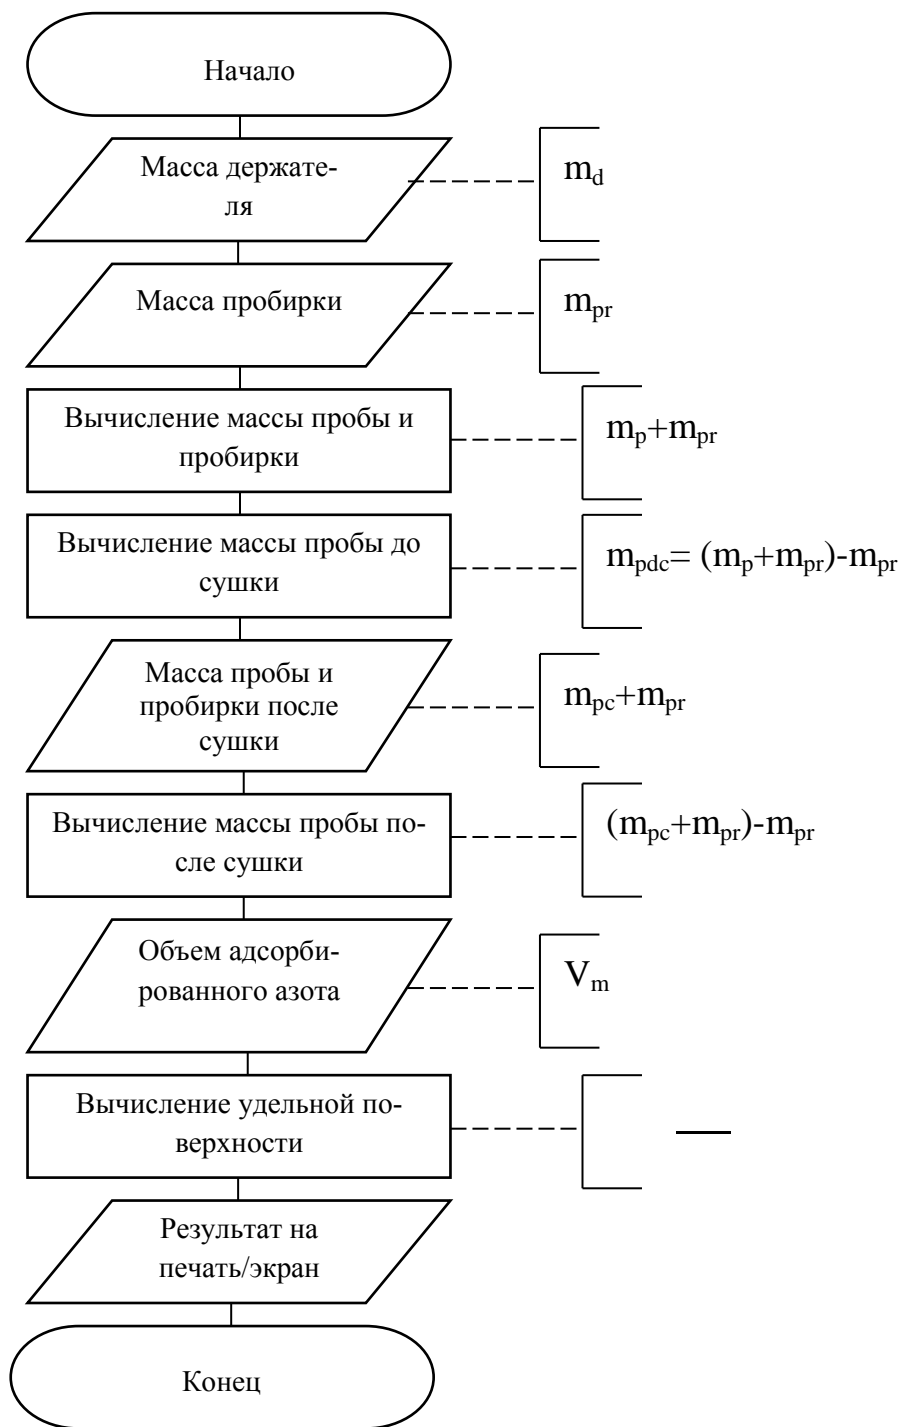 Начало
Масса держате-
ля
m_d
Масса пробирки
m_pr
Вычисление массы пробы и
пробирки
m_p+m_pr
Вычисление массы пробы до
сушки
m_pdc= (m_p+m_pr)-m_pr
Масса пробы и
пробирки после
сушки
m_pc+m_pr
Вычисление массы пробы по-
сле сушки
(m_pc+m_pr)-m_pr
Объем адсорби-
рованного азота
V_m
Вычисление удельной по-
верхности
Результат на
печать/экран
Конец